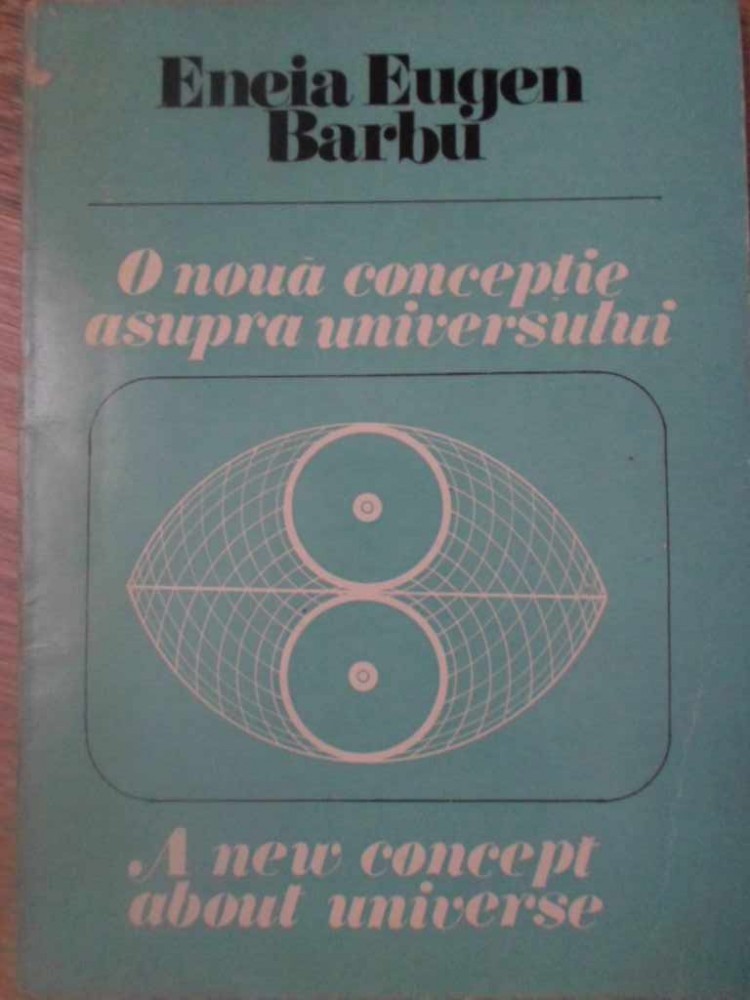 Eneia Eugen
Barbu
O nouă concepție
asupra universului
A new concept
about universe